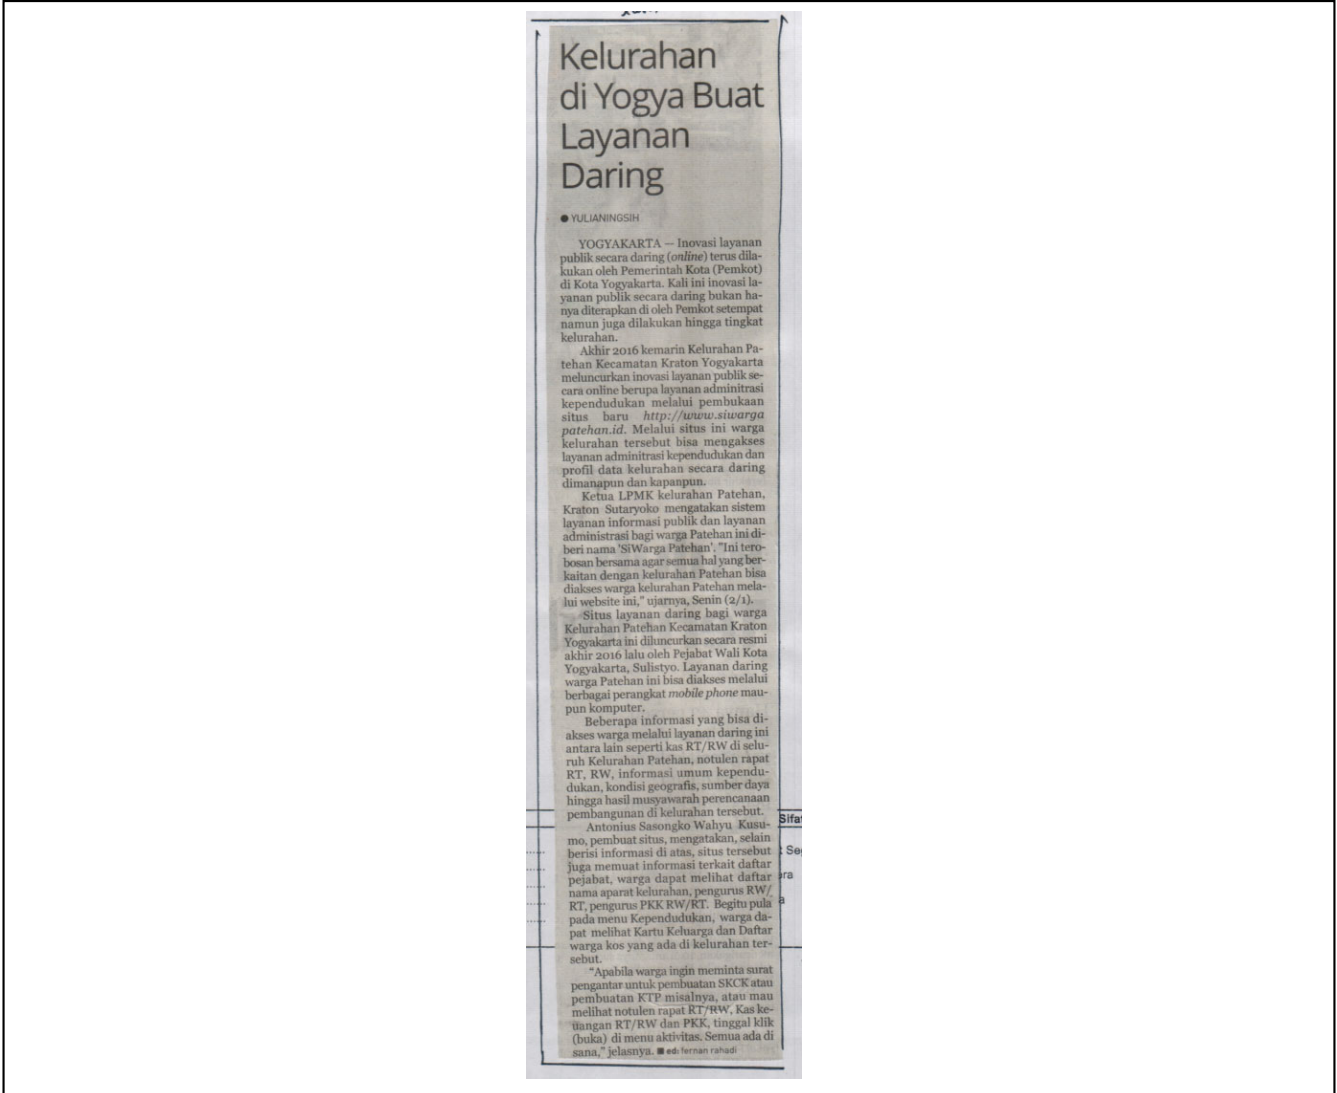 Kelurahan
di Yogya Buat
Layanan
Daring
● YULIANINGSIH
YOGYAKARTA — Inovasi layanan
publik secara daring (online) terus dila-
kukan oleh Pemerintah Kota (Pemkot)
di Kota Yogyakarta. Kali ini inovasi la-
yanan publik secara daring bukan ha-
nya diterapkan di oleh Pemkot setempat
namun juga dilakukan hingga tingkat
kelurahan.
Akhir 2016 kemarin Kelurahan Pa-
tehan Kecamatan Kraton Yogyakarta
meluncurkan inovasi layanan publik se-
cara online berupa layanan adminitrasi
kependudukan melalui pembukaan
situs baru http://www.siwarga
patehan.id. Melalui situs ini warga
kelurahan tersebut bisa mengakses
layanan adminitrasi kependudukan dan
profil data kelurahan secara daring
dimanapun dan kapanpun.
Ketua LPMK kelurahan Patehan,
Kraton Sutaryoko mengatakan sistem
layanan informasi publik dan layanan
administrasi bagi warga Patehan ini di-
beri nama 'SiWarga Patehan'. "Ini tero-
bosan bersama agar semua hal yang ber-
kaitan dengan kelurahan Patehan bisa
diakses warga kelurahan Patehan mela-
lui website ini," ujarnya, Senin (2/1).
Situs layanan daring bagi warga
Kelurahan Patehan Kecamatan Kraton
Yogyakarta ini diluncurkan secara resmi
akhir 2016 lalu oleh Pejabat Wali Kota
Yogyakarta, Sulistyo. Layanan daring
warga Patehan ini bisa diakses melalui
berbagai perangkat mobile phone mau-
pun komputer.
Beberapa informasi yang bisa di-
akses warga melalui layanan daring ini
antara lain seperti kas RT/RW di selu-
ruh Kelurahan Patehan, notulen rapat
RT, RW, informasi umum kependu-
dukan, kondisi geografis, sumber daya
hingga hasil musyawarah perencanaan
pembangunan di kelurahan tersebut.
Antonius Sasongko Wahyu Kusu-
mo, pembuat situs, mengatakan, selain
berisi informasi di atas, situs tersebut
juga memuat informasi terkait daftar
pejabat, warga dapat melihat daftar
nama aparat kelurahan, pengurus RW/
RT, pengurus PKK RW/RT. Begitu pula
pada menu Kependudukan, warga da-
pat melihat Kartu Keluarga dan Daftar
warga kos yang ada di kelurahan ter-
sebut.
"Apabila warga ingin meminta surat
pengantar untuk pembuatan SKCK atau
pembuatan KTP misalnya, atau mau
melihat notulen rapat RT/RW, Kas ke-
uangan RT/RW dan PKK, tinggal klik
(buka) di menu aktivitas. Semua ada di
sana," jelasnya. ■ ed: fernan rahadi